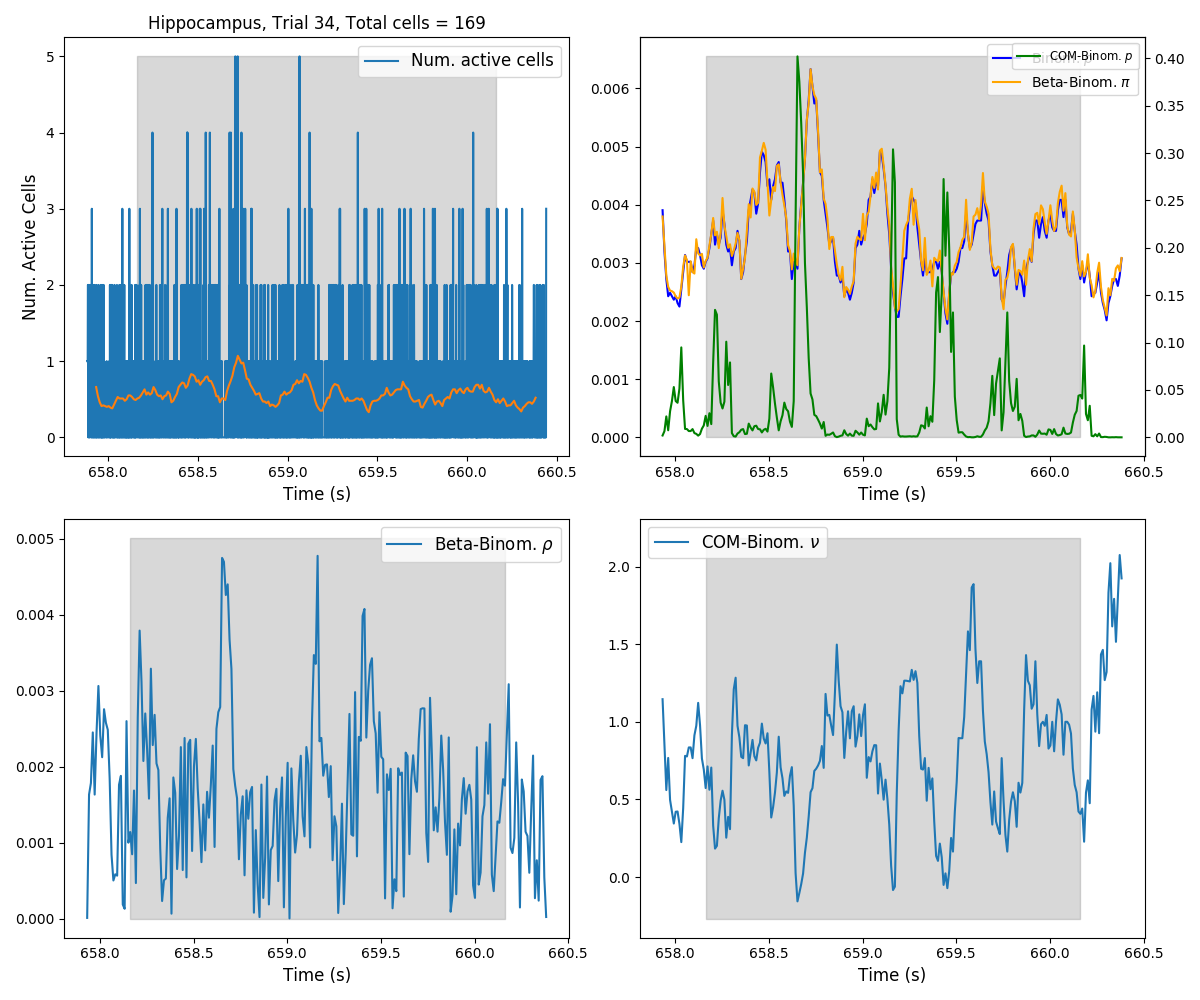 Hippocampus, Trial 34, Total cells = 169
Num. active cells
Num. Active Cells
5
4
3
2
1
0
658.0 658.5 659.0 659.5 660.0 660.5
Time (s)
COM-Binom. p
Beta-Binom. π
0.006
0.005
0.004
0.003
0.002
0.001
0.000
0.40
0.35
0.30
0.25
0.20
0.15
0.10
0.05
0.00
658.0 658.5 659.0 659.5 660.0 660.5
Time (s)
Beta-Binom. ρ
0.005
0.004
0.003
0.002
0.001
0.000
658.0 658.5 659.0 659.5 660.0 660.5
Time (s)
COM-Binom. ν
2.0
1.5
1.0
0.5
0.0
658.0 658.5 659.0 659.5 660.0 660.5
Time (s)